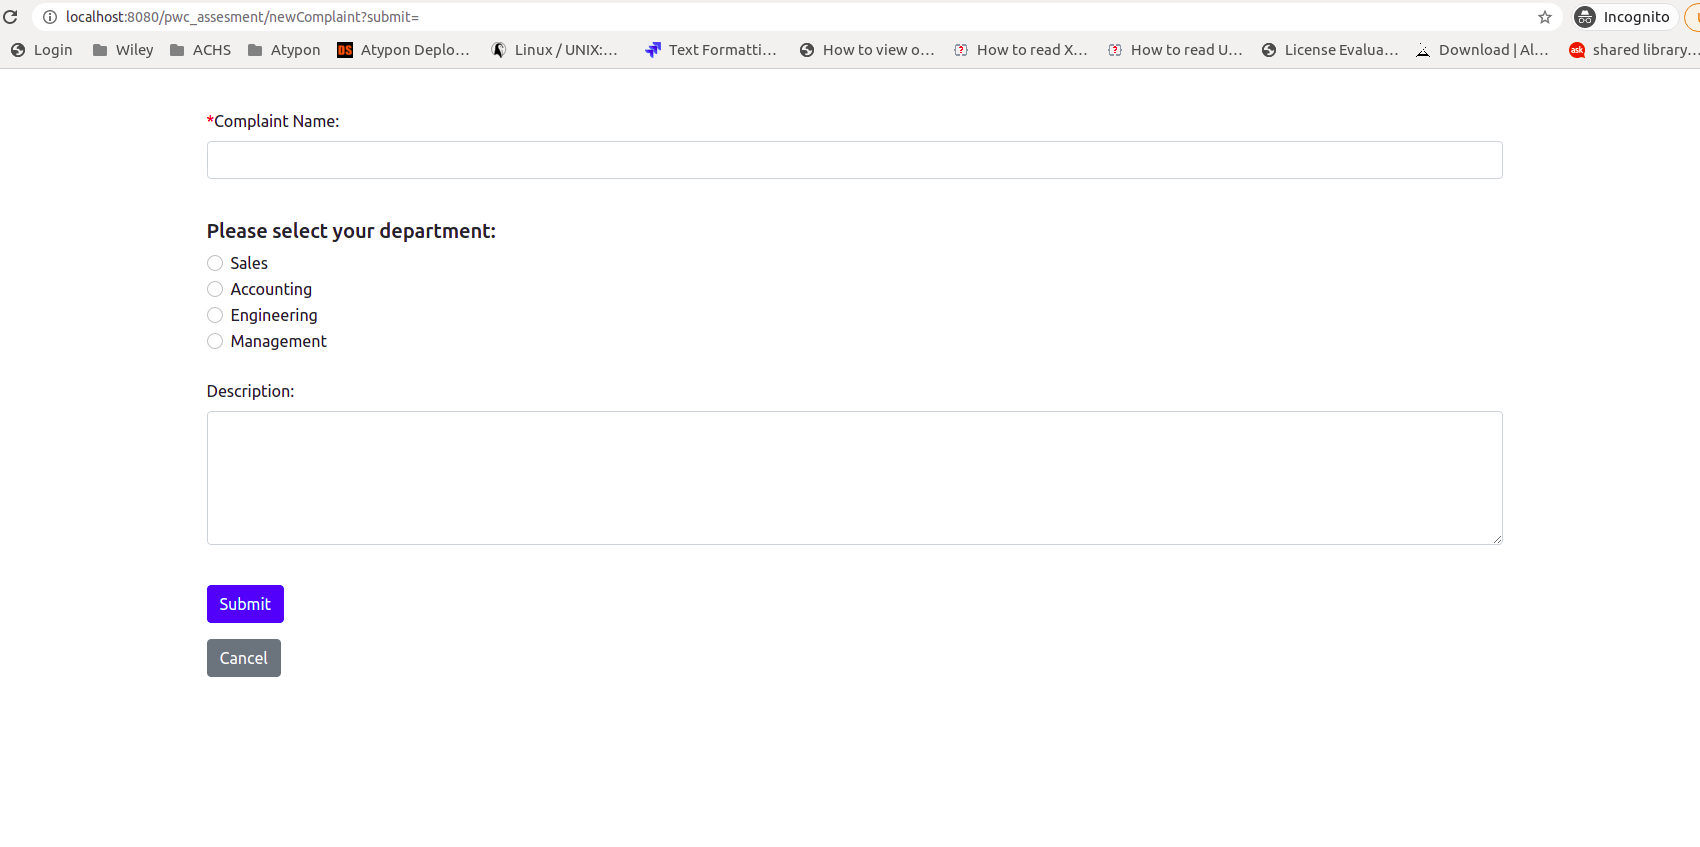 localhost:8080/pwc_assesment/newComplaint?submit= Incognito
Login Wiley ACHS Atypon DS Atypon Deplo... Linux / UNIX:... Text Formatti... How to view o... How to read X... How to read U... License Evalua... Download | Al... ask shared library...
*Complaint Name:
Please select your department:
Sales
Accounting
Engineering
Management
Description:
Submit
Cancel